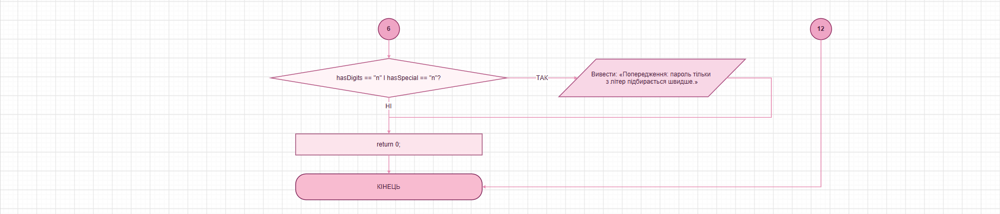 6
12
hasDigits == "n" І hasSpecial == "n"?
ТАК
Вивести: «Попередження: пароль тільки
з літер підбирається швидше.»
НІ
return 0;
КІНЕЦЬ